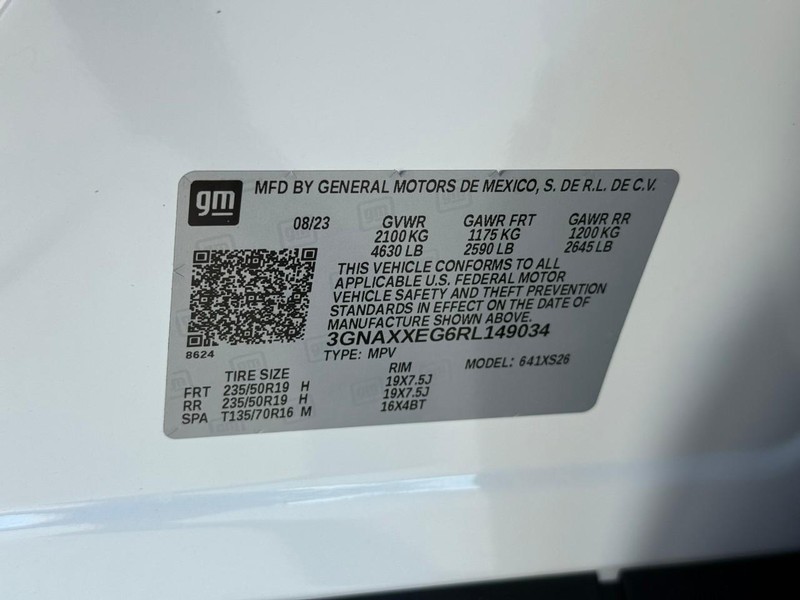 gm MFD BY GENERAL MOTORS DE MEXICO, S. DE R.L. DE C.V.
08/23 GVWR GAWR FRT GAWR RR
2100 KG 1175 KG 1200 KG
4630 LB 2590 LB 2645 LB
THIS VEHICLE CONFORMS TO ALL
APPLICABLE U.S. FEDERAL MOTOR
VEHICLE SAFETY AND THEFT PREVENTION
STANDARDS IN EFFECT ON THE DATE OF
MANUFACTURE SHOWN ABOVE.
3GNAXXEG6RL149034
8624
TYPE: MPV MODEL: 641XS26
TIRE SIZE RIM
FRT 235/50R19 H 19X7.5J
RR 235/50R19 H 19X7.5J
SPA T135/70R16 M 16X4BT